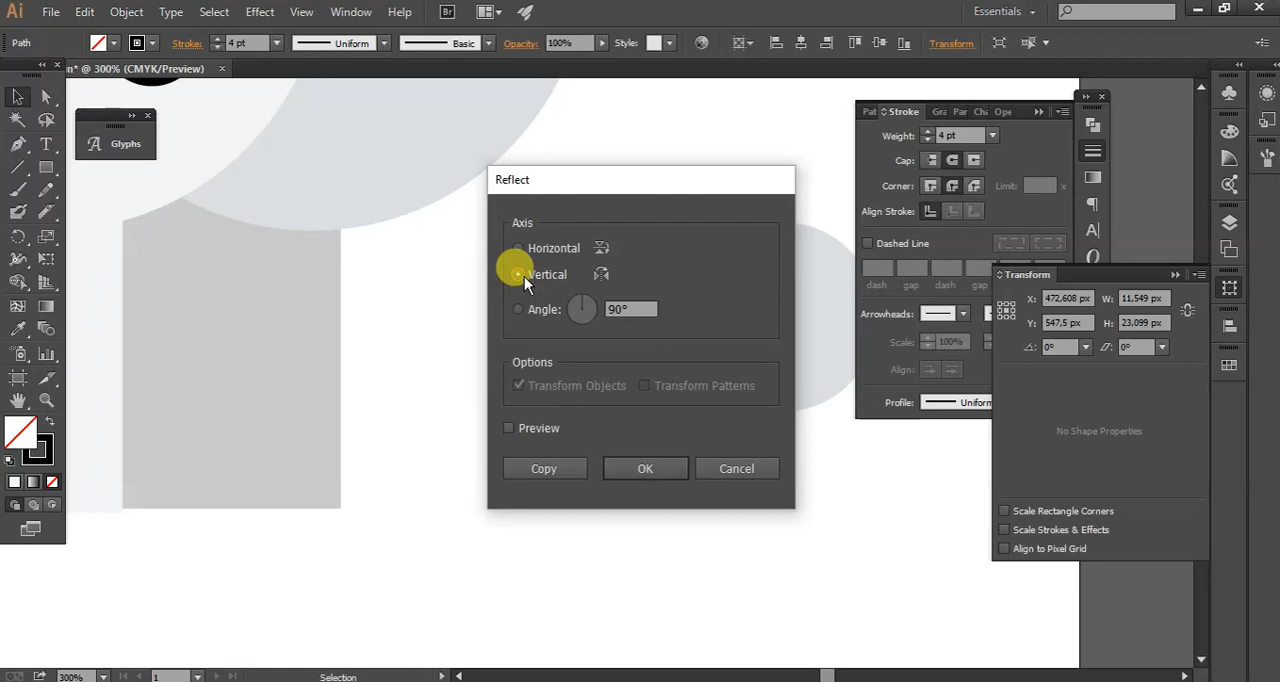 Ai File Edit Object Type Select Effect View Window Help Br Essentials
Path Stroke: 4 pt Uniform Basic Opacity: 100% Style: Transform
n* @ 300% (CMYK/Preview) ×
A Glyphs
Pat Stroke Gra Par Cha Ope
Weight: 4 pt
Cap:
Corner: Limit: x
Align Stroke:
Dashed Line
dash gap dash gap
Arrowheads:
Scale: 100%
Align:
Profile: Uniform
Reflect
Axis
Horizontal
Vertical
Angle: 90°
Options
Transform Objects Transform Patterns
Preview
Copy OK Cancel
Transform
X: 472,608 px W: 11,549 px
Y: 547,5 px H: 23,099 px
0° 0°
No Shape Properties
Scale Rectangle Corners
Scale Strokes & Effects
Align to Pixel Grid
300% 1 Selection